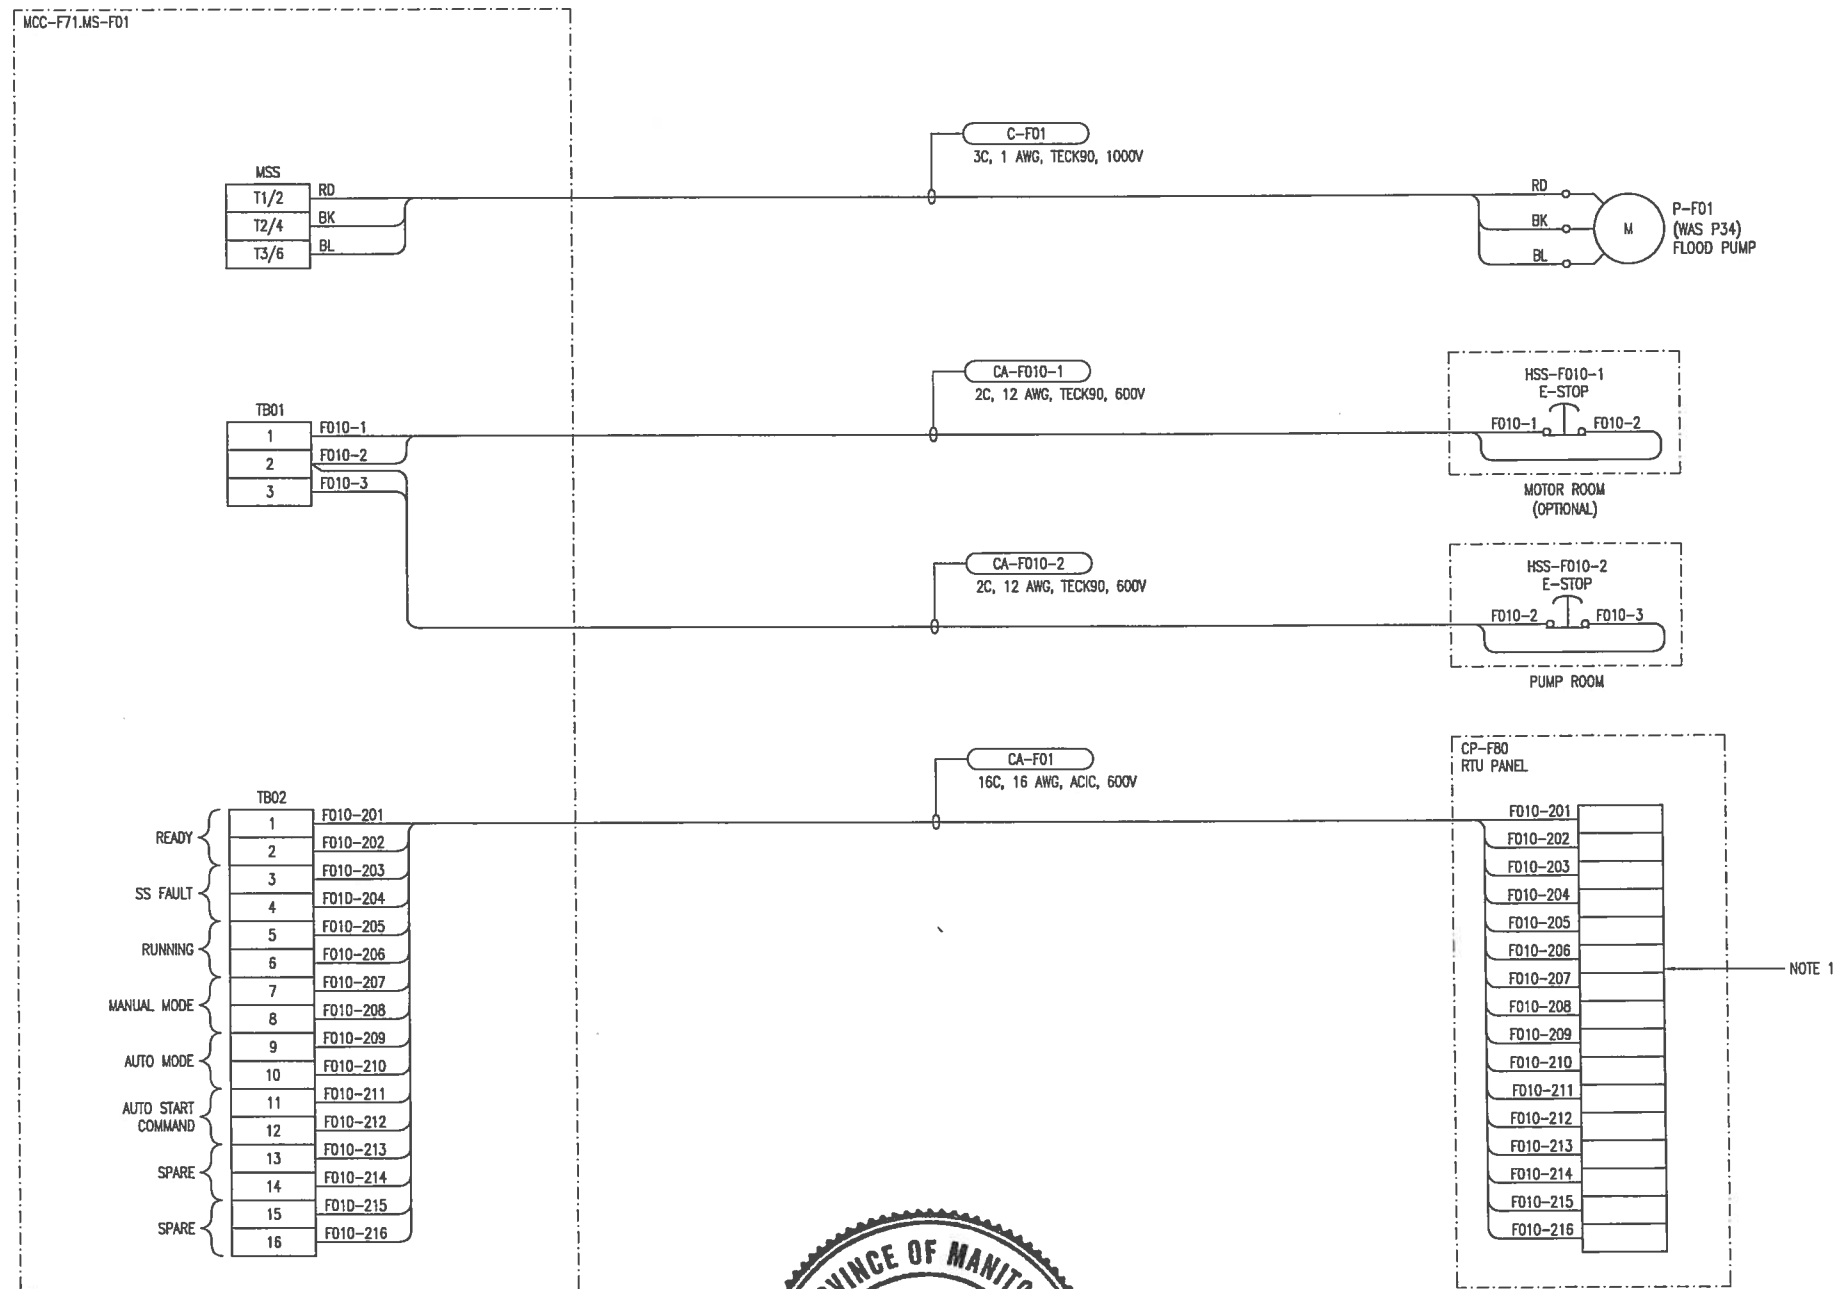 MCC-F71.MS-F01
C-F01
3C, 1 AWG, TECK90, 1000V
MSS
T1/2 RD
T2/4 BK
T3/6 BL
RD
BK
BL
M
P-F01
(WAS P34)
FLOOD PUMP
CA-F010-1
2C, 12 AWG, TECK90, 600V
TB01
1 F010-1
2 F010-2
3 F010-3
HSS-F010-1
E-STOP
F010-1 F010-2
MOTOR ROOM
(OPTIONAL)
CA-F010-2
2C, 12 AWG, TECK90, 600V
HSS-F010-2
E-STOP
F010-2 F010-3
PUMP ROOM
CA-F01
16C, 16 AWG, ACIC, 600V
TB02
READY
1 F010-201
2 F010-202
SS FAULT
3 F010-203
4 F010-204
RUNNING
5 F010-205
6 F010-206
MANUAL MODE
7 F010-207
8 F010-208
AUTO MODE
9 F010-209
10 F010-210
AUTO START
COMMAND
11 F010-211
12 F010-212
SPARE
13 F010-213
14 F010-214
SPARE
15 F010-215
16 F010-216
CP-F80
RTU PANEL
F010-201
F010-202
F010-203
F010-204
F010-205
F010-206
F010-207
F010-208
F010-209
F010-210
F010-211
F010-212
F010-213
F010-214
F010-215
F010-216
NOTE 1
OF